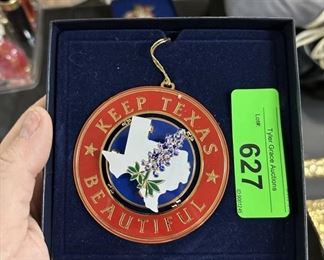 KEEP TEXAS
BEAUTIFUL
Tyler Grace Auctions
Lot#:
627